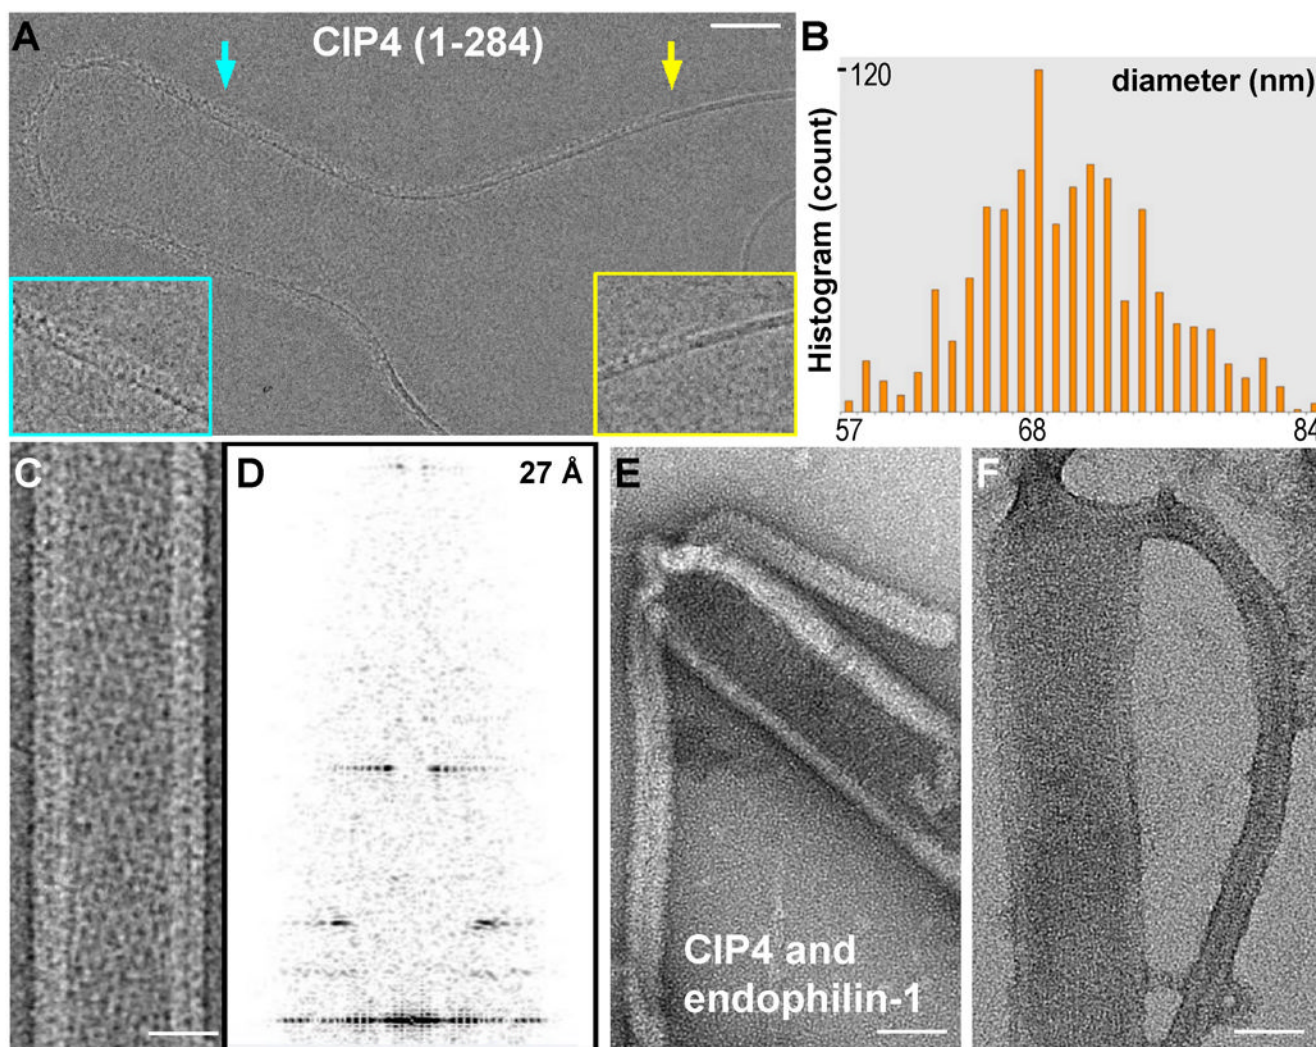 A
CIP4 (1-284)
B
120
diameter (nm)
Histogram (count)
57
68
84
C
D
27 Å
E
F
CIP4 and
endophilin-1